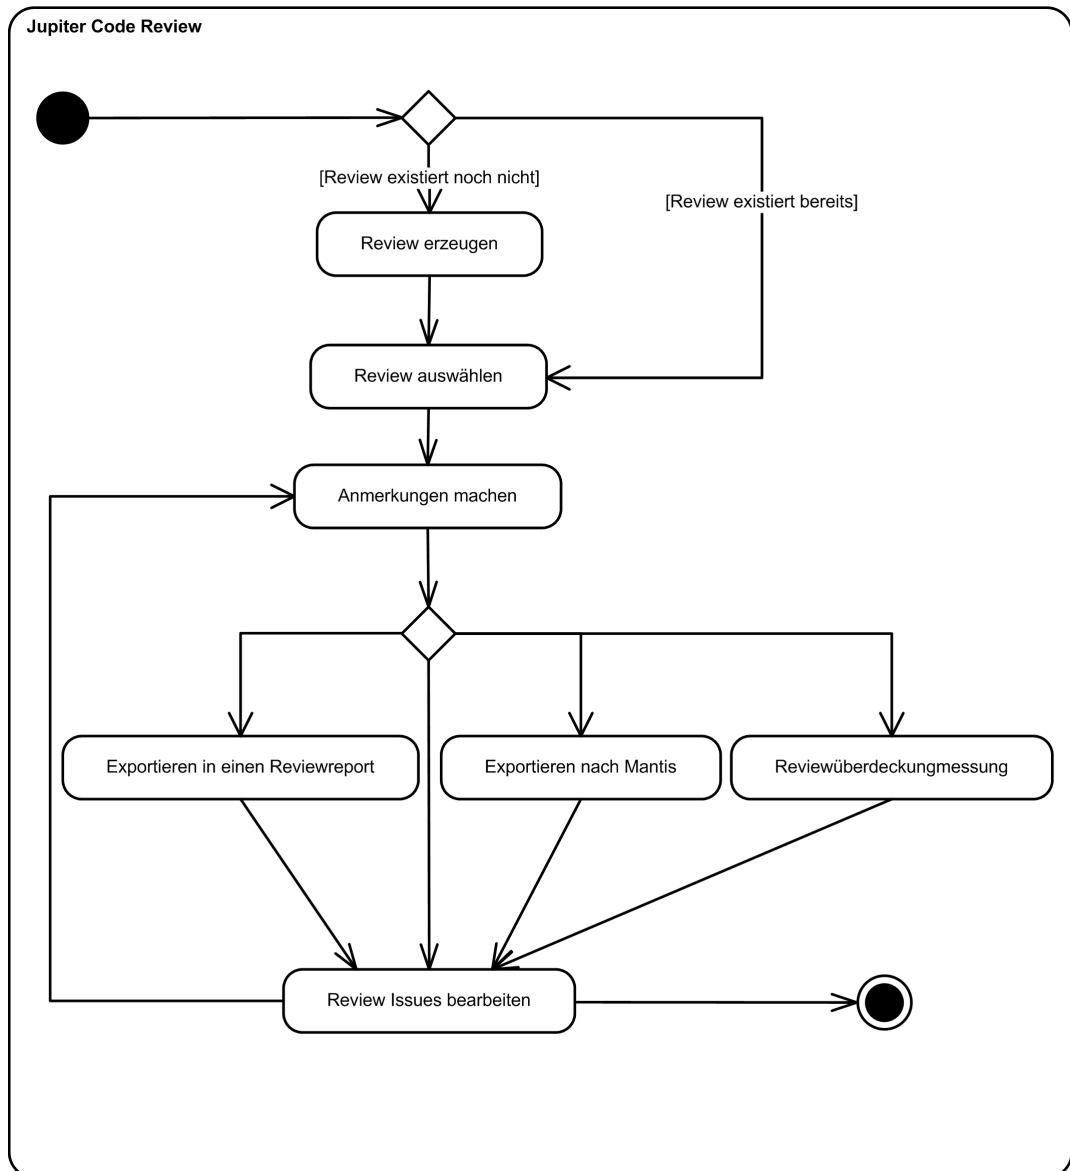 Jupiter Code Review
[Review existiert noch nicht]
[Review existiert bereits]
Review erzeugen
Review auswählen
Anmerkungen machen
Exportieren in einen Reviewreport
Exportieren nach Mantis
Reviewüberdeckungmessung
Review Issues bearbeiten